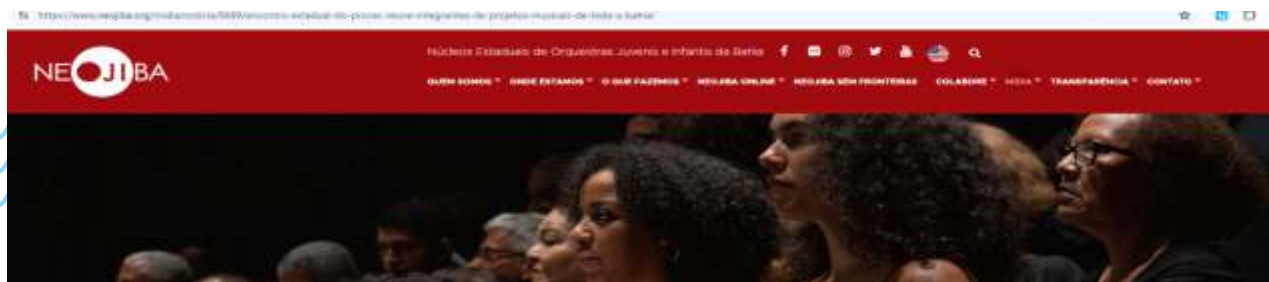 https://www.neojiba.org/midia/noticia/8689/encontro-estadual-do-procec-reune-integrantes-de-projetos-musicais-de-toda-a-bahia/
NEOJIBA
Núcleos Estaduais de Orquestras Juvenis e Infantis da Bahia
QUEM SOMOS ONDE ESTAMOS O QUE FAZEMOS NEOJIBA ONLINE NEOJIBA SEM FRONTEIRAS COLABORE MÍDIA TRANSPARÊNCIA CONTATO